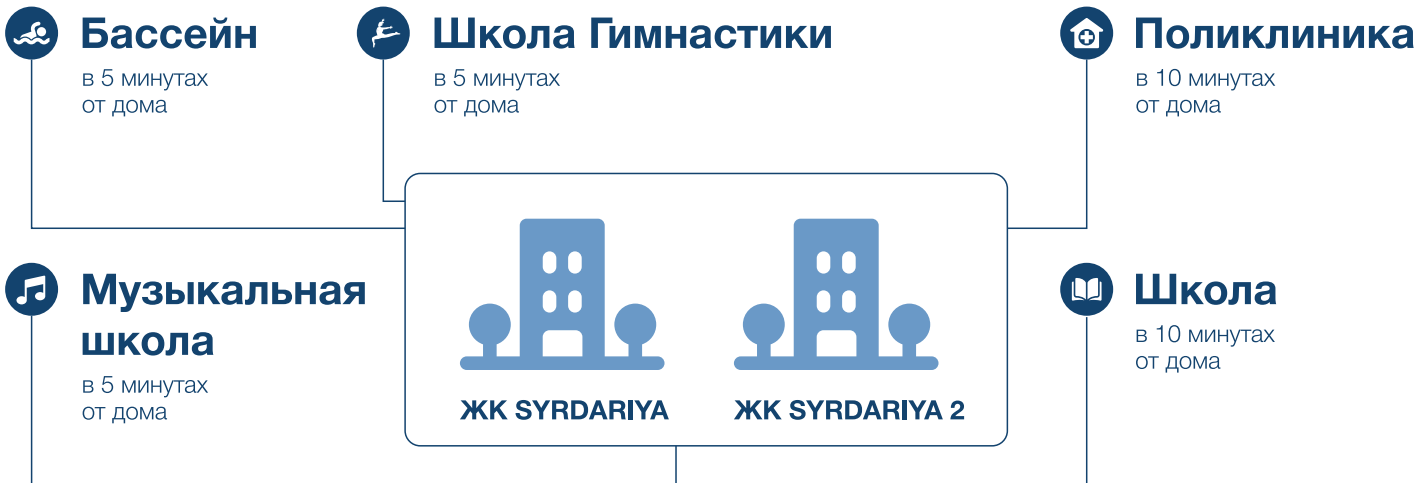 Бассейн
в 5 минутах
от дома
Школа Гимнастики
в 5 минутах
от дома
Поликлиника
в 10 минутах
от дома
Музыкальная
школа
в 5 минутах
от дома
ЖК SYRDARIYA
ЖК SYRDARIYA 2
Школа
в 10 минутах
от дома